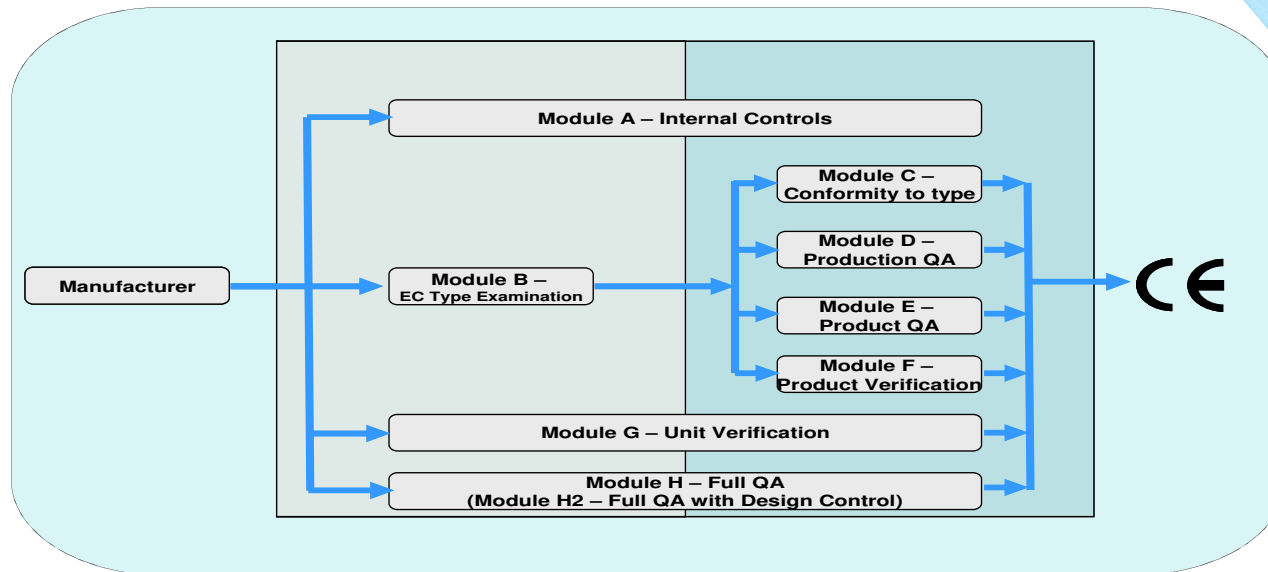 Module A – Internal Controls
Module C –
Conformity to type
Module D –
Production QA
Manufacturer
Module B –
EC Type Examination
CE
Module E –
Product QA
Module F –
Product Verification
Module G – Unit Verification
Module H – Full QA
(Module H2 – Full QA with Design Control)